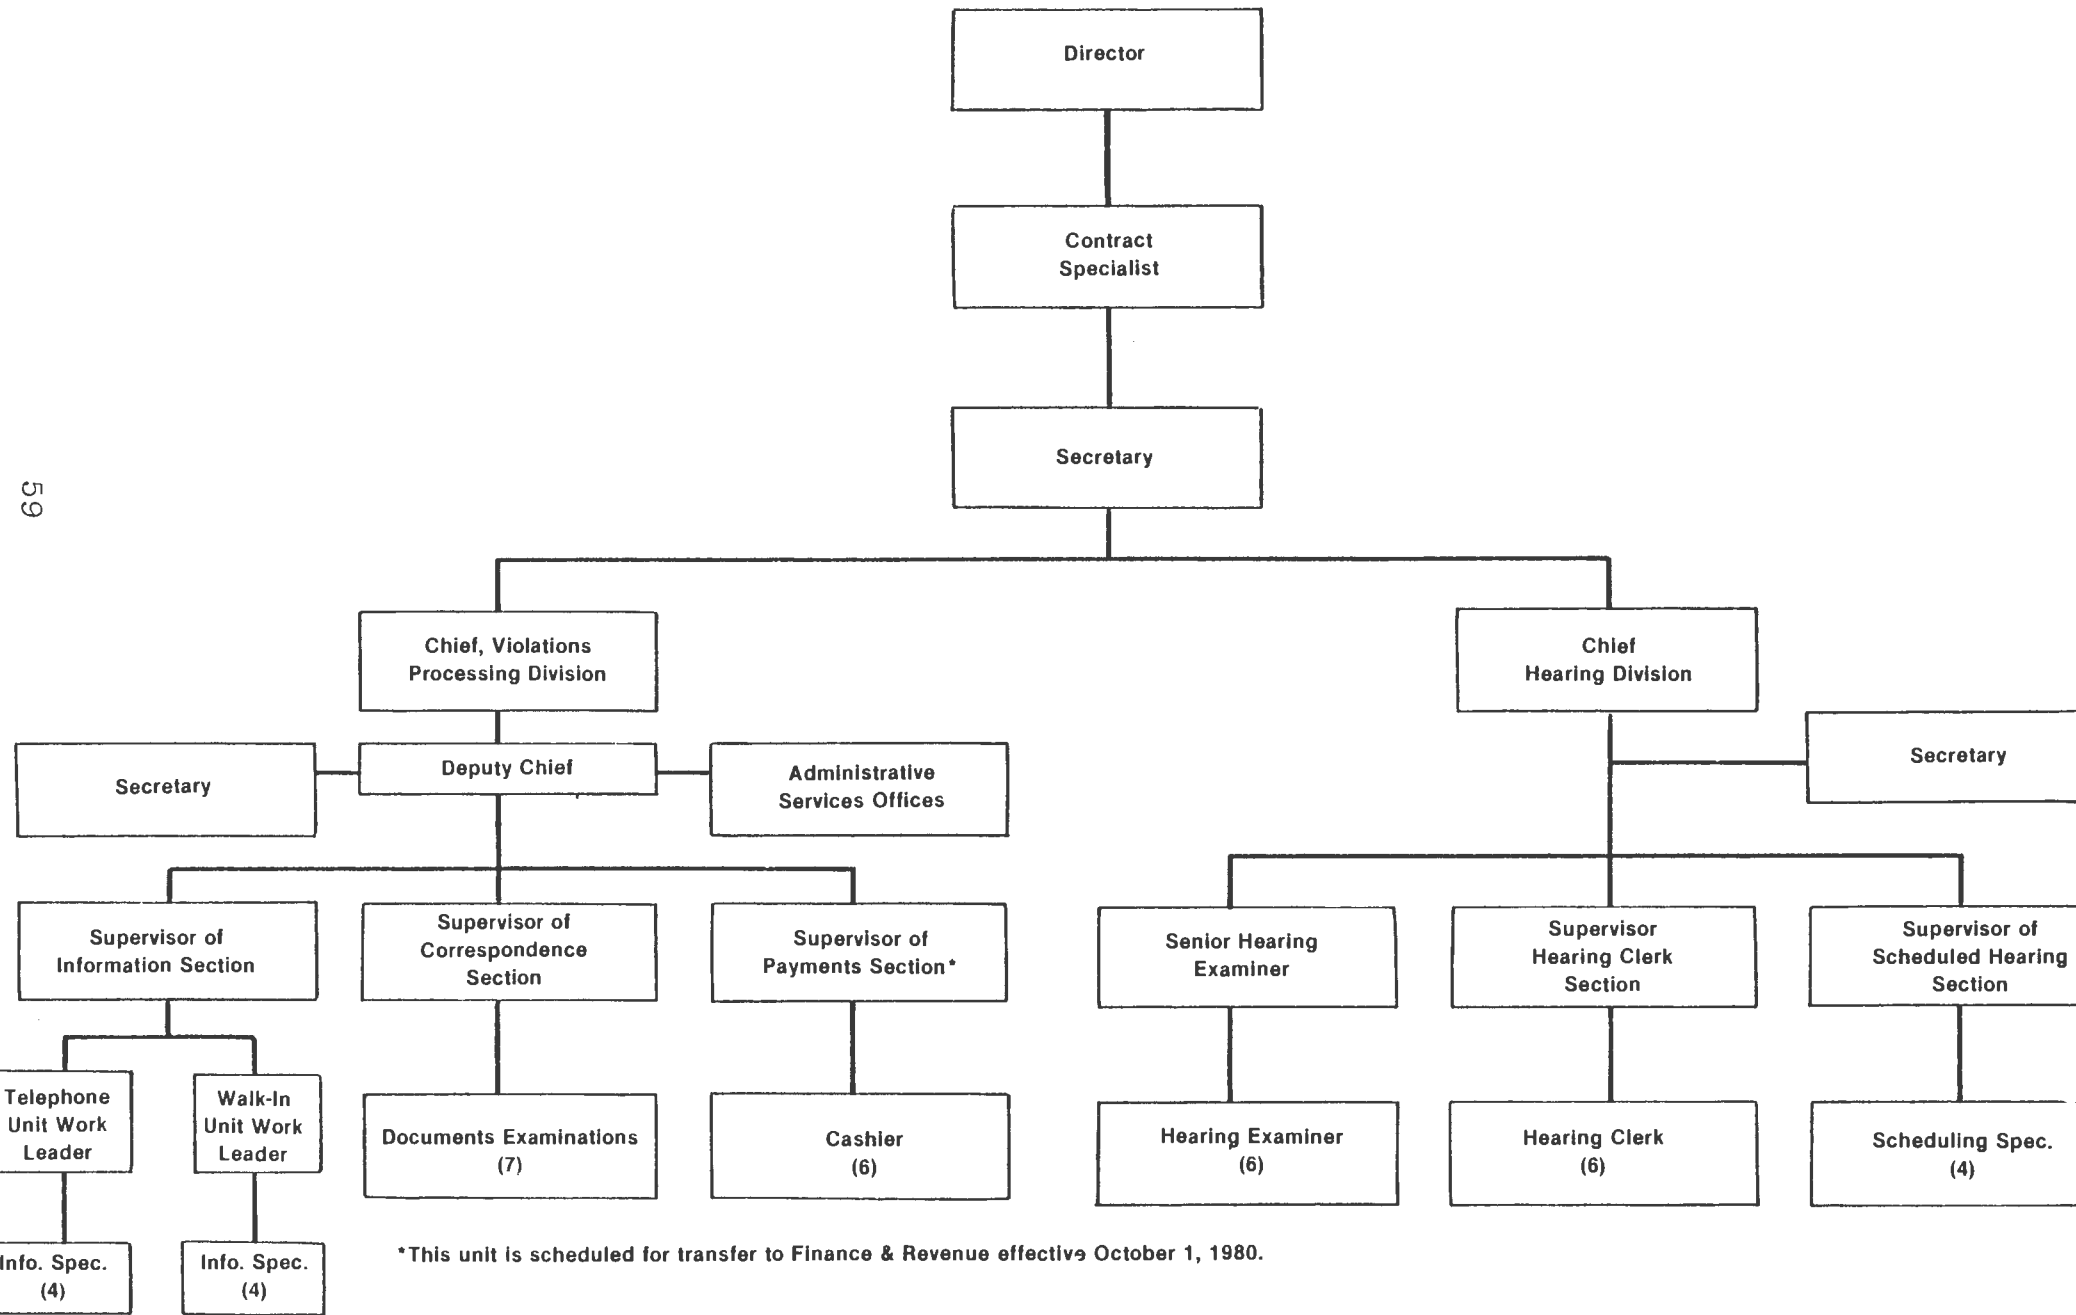 Director
Contract
Specialist
Secretary
59
Chief, Violations
Processing Division
Chief
Hearing Division
Secretary
Deputy Chief
Administrative
Services Offices
Secretary
Supervisor of
Information Section
Supervisor of
Correspondence
Section
Supervisor of
Payments Section*
Senior Hearing
Examiner
Supervisor
Hearing Clerk
Section
Supervisor of
Scheduled Hearing
Section
Telephone
Unit Work
Leader
Walk-In
Unit Work
Leader
Documents Examinations
(7)
Cashier
(6)
Hearing Examiner
(6)
Hearing Clerk
(6)
Scheduling Spec.
(4)
Info. Spec.
(4)
Info. Spec.
(4)
*This unit is scheduled for transfer to Finance & Revenue effective October 1, 1980.